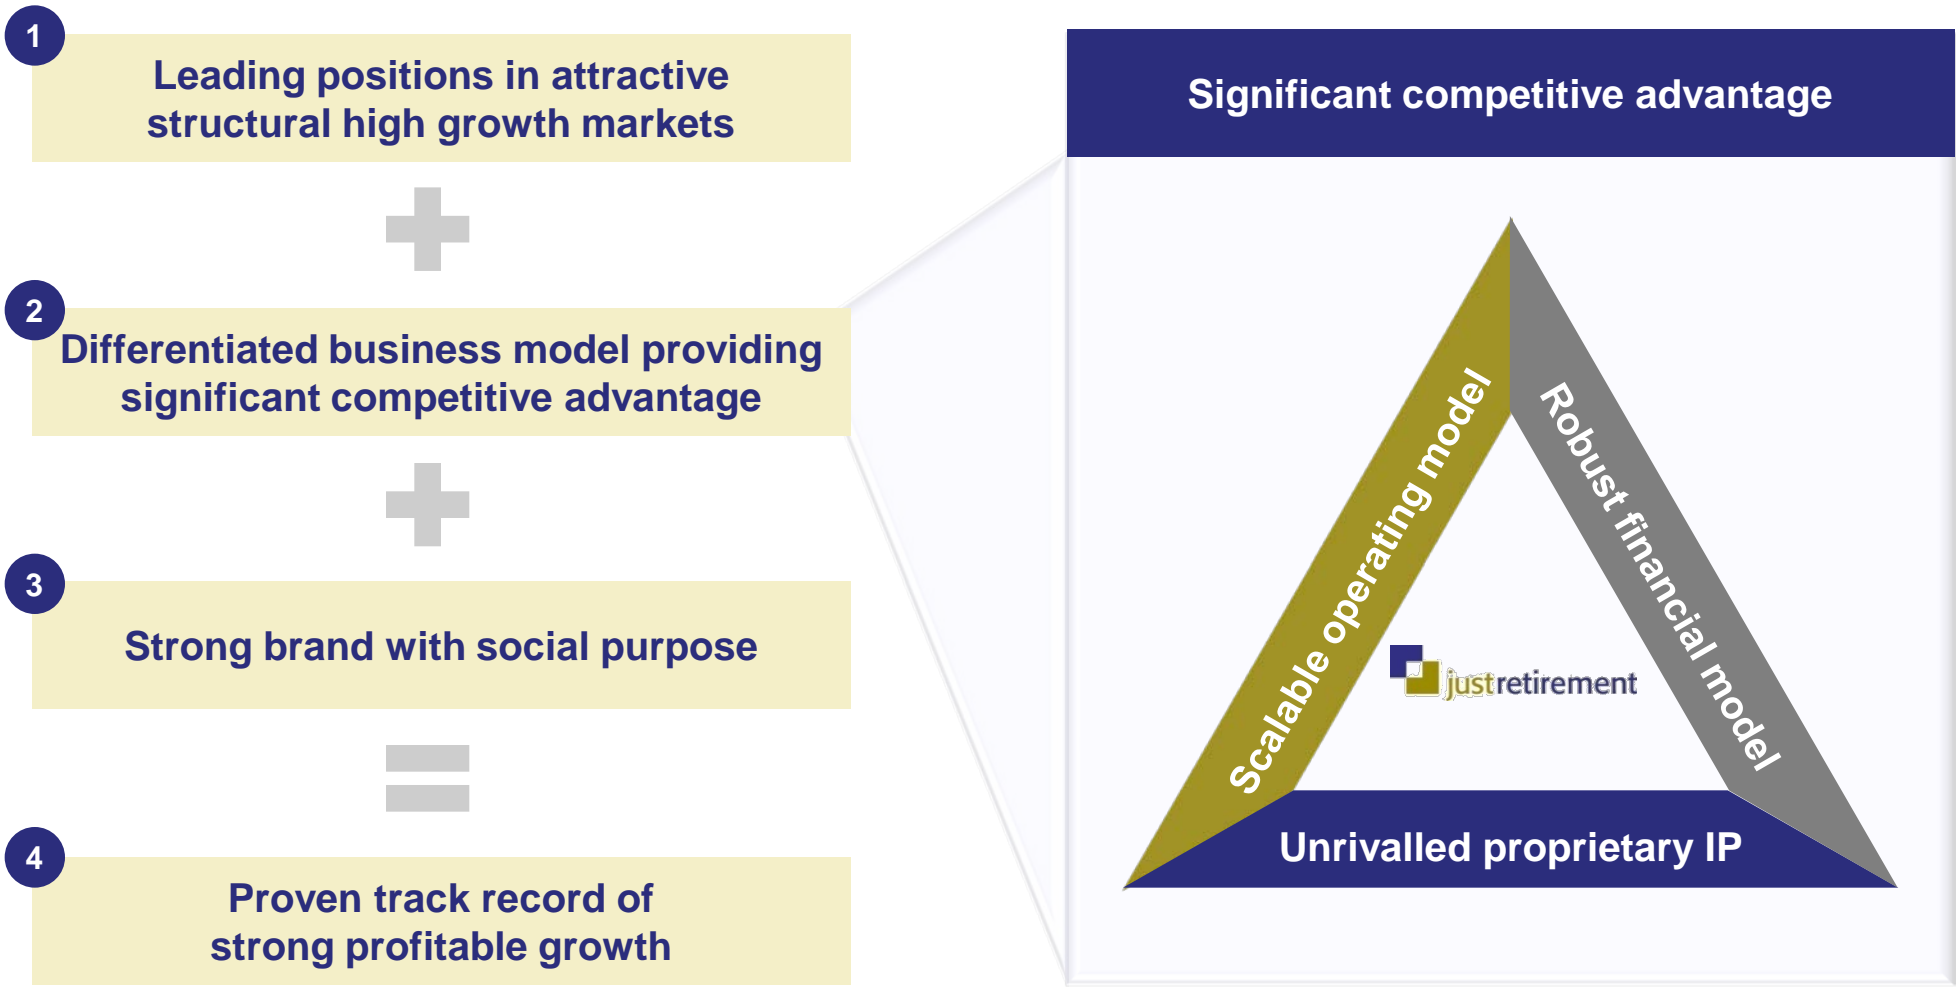 1
Leading positions in attractive
structural high growth markets
2
Differentiated business model providing
significant competitive advantage
3
Strong brand with social purpose
4
Proven track record of
strong profitable growth
Significant competitive advantage
Scalable operating model
Robust financial model
justretirement
Unrivalled proprietary IP